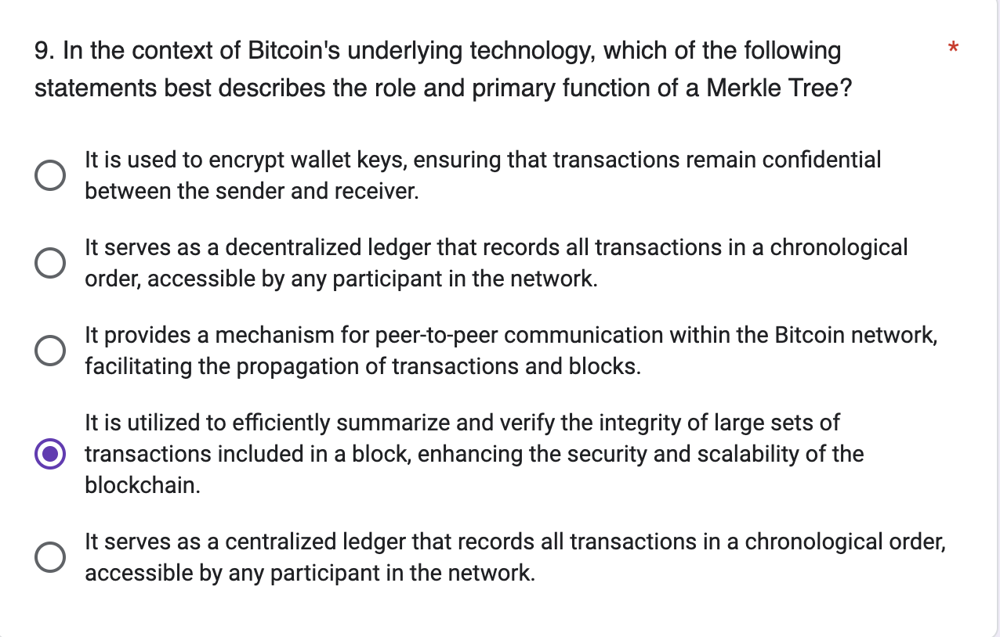 9. In the context of Bitcoin's underlying technology, which of the following *
statements best describes the role and primary function of a Merkle Tree?
It is used to encrypt wallet keys, ensuring that transactions remain confidential
between the sender and receiver.
It serves as a decentralized ledger that records all transactions in a chronological
order, accessible by any participant in the network.
It provides a mechanism for peer-to-peer communication within the Bitcoin network,
facilitating the propagation of transactions and blocks.
It is utilized to efficiently summarize and verify the integrity of large sets of
transactions included in a block, enhancing the security and scalability of the
blockchain.
It serves as a centralized ledger that records all transactions in a chronological order,
accessible by any participant in the network.